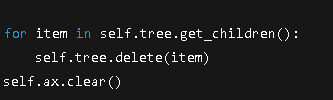 for item in self.tree.get_children():
    self.tree.delete(item)
self.ax.clear()